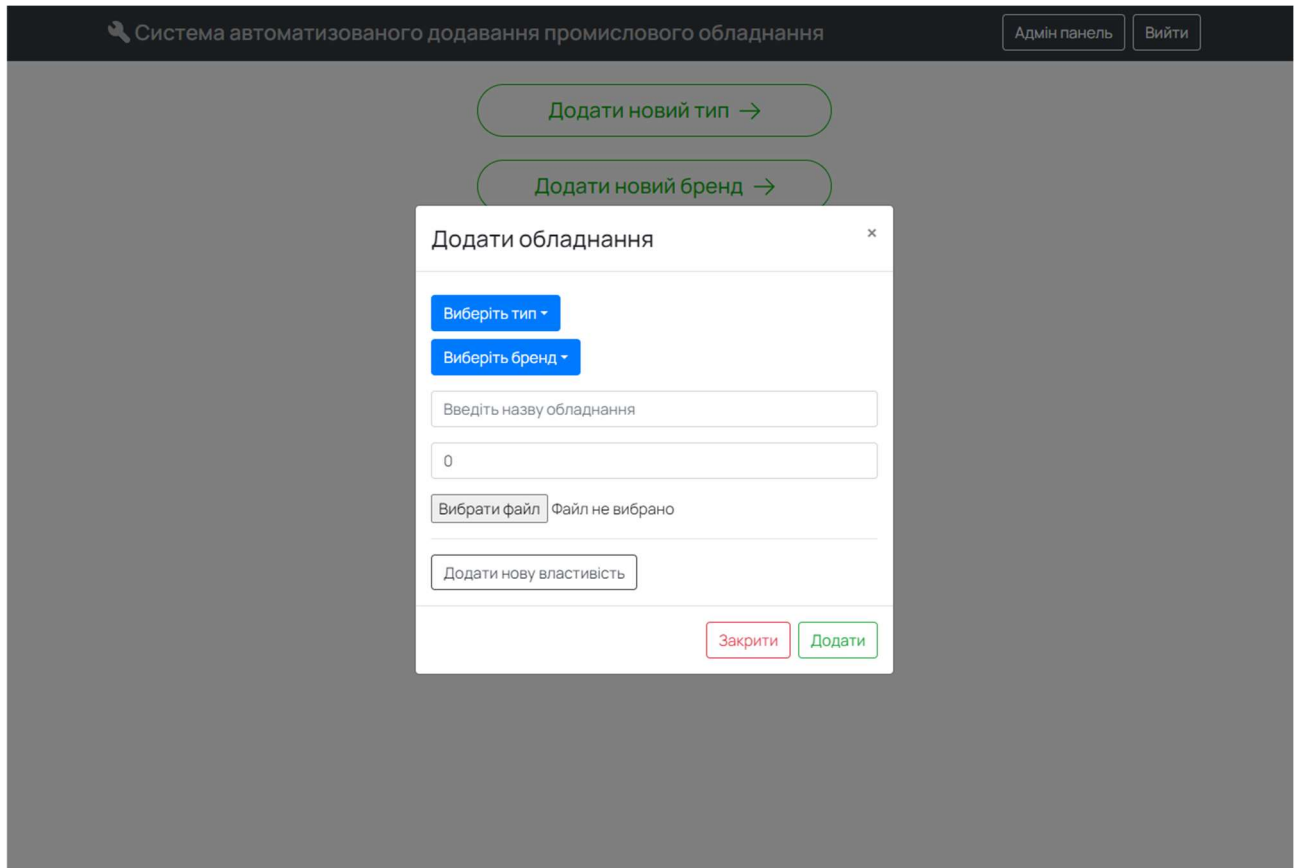 Система автоматизованого додавання промислового обладнання
Адмін панель
Вийти
Додати новий тип →
Додати новий бренд →
Додати обладнання
×
Виберіть тип
Виберіть бренд
Введіть назву обладнання
0
Вибрати файл Файл не вибрано
Додати нову властивість
Закрити
Додати